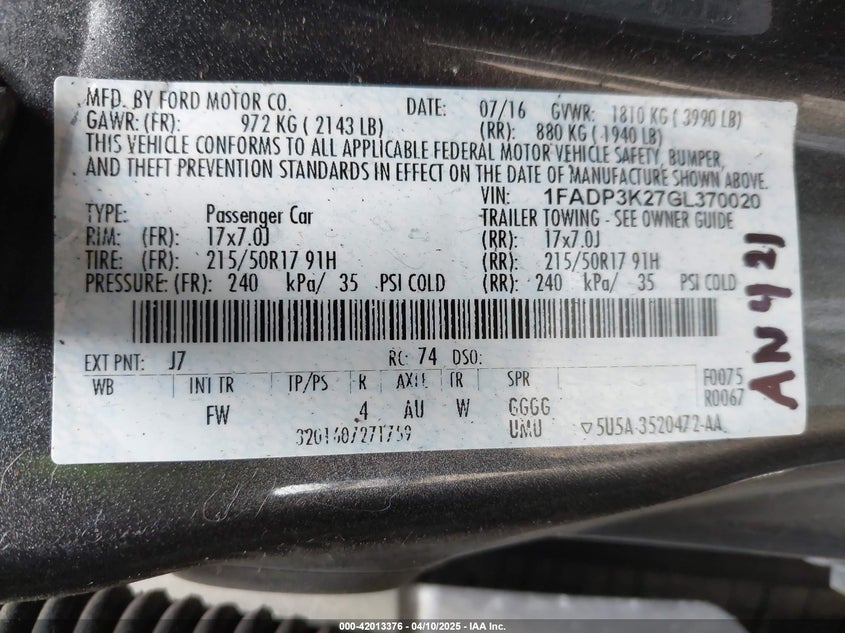 MFD. BY FORD MOTOR CO. DATE: 07/16 GVWR: 1810 KG ( 3990 LB)
GAWR: (FR): 972 KG ( 2143 LB) (RR): 880 KG ( 1940 LB)
THIS VEHICLE CONFORMS TO ALL APPLICABLE FEDERAL MOTOR VEHICLE SAFETY, BUMPER,
AND THEFT PREVENTION STANDARDS IN EFFECT ON THE DATE OF MANUFACTURE SHOWN ABOVE.
VIN: 1FADP3K27GL370020
TYPE: Passenger Car TRAILER TOWING - SEE OWNER GUIDE
RIM: (FR): 17x7.0J (RR): 17x7.0J
TIRE: (FR): 215/50R17 91H (RR): 215/50R17 91H
PRESSURE: (FR): 240 kPa/ 35 PSI COLD (RR): 240 kPa/ 35 PSI COLD
EXT PNT: J7 RC: 74 DSO:
WB INT TR TP/PS R AXLE TR SPR F0075
FW 4 AU W GGGG R0067
UMU ▽5U5A-3520472-AA
AN421
000-42013376 - 04/10/2025 - IAA Inc.